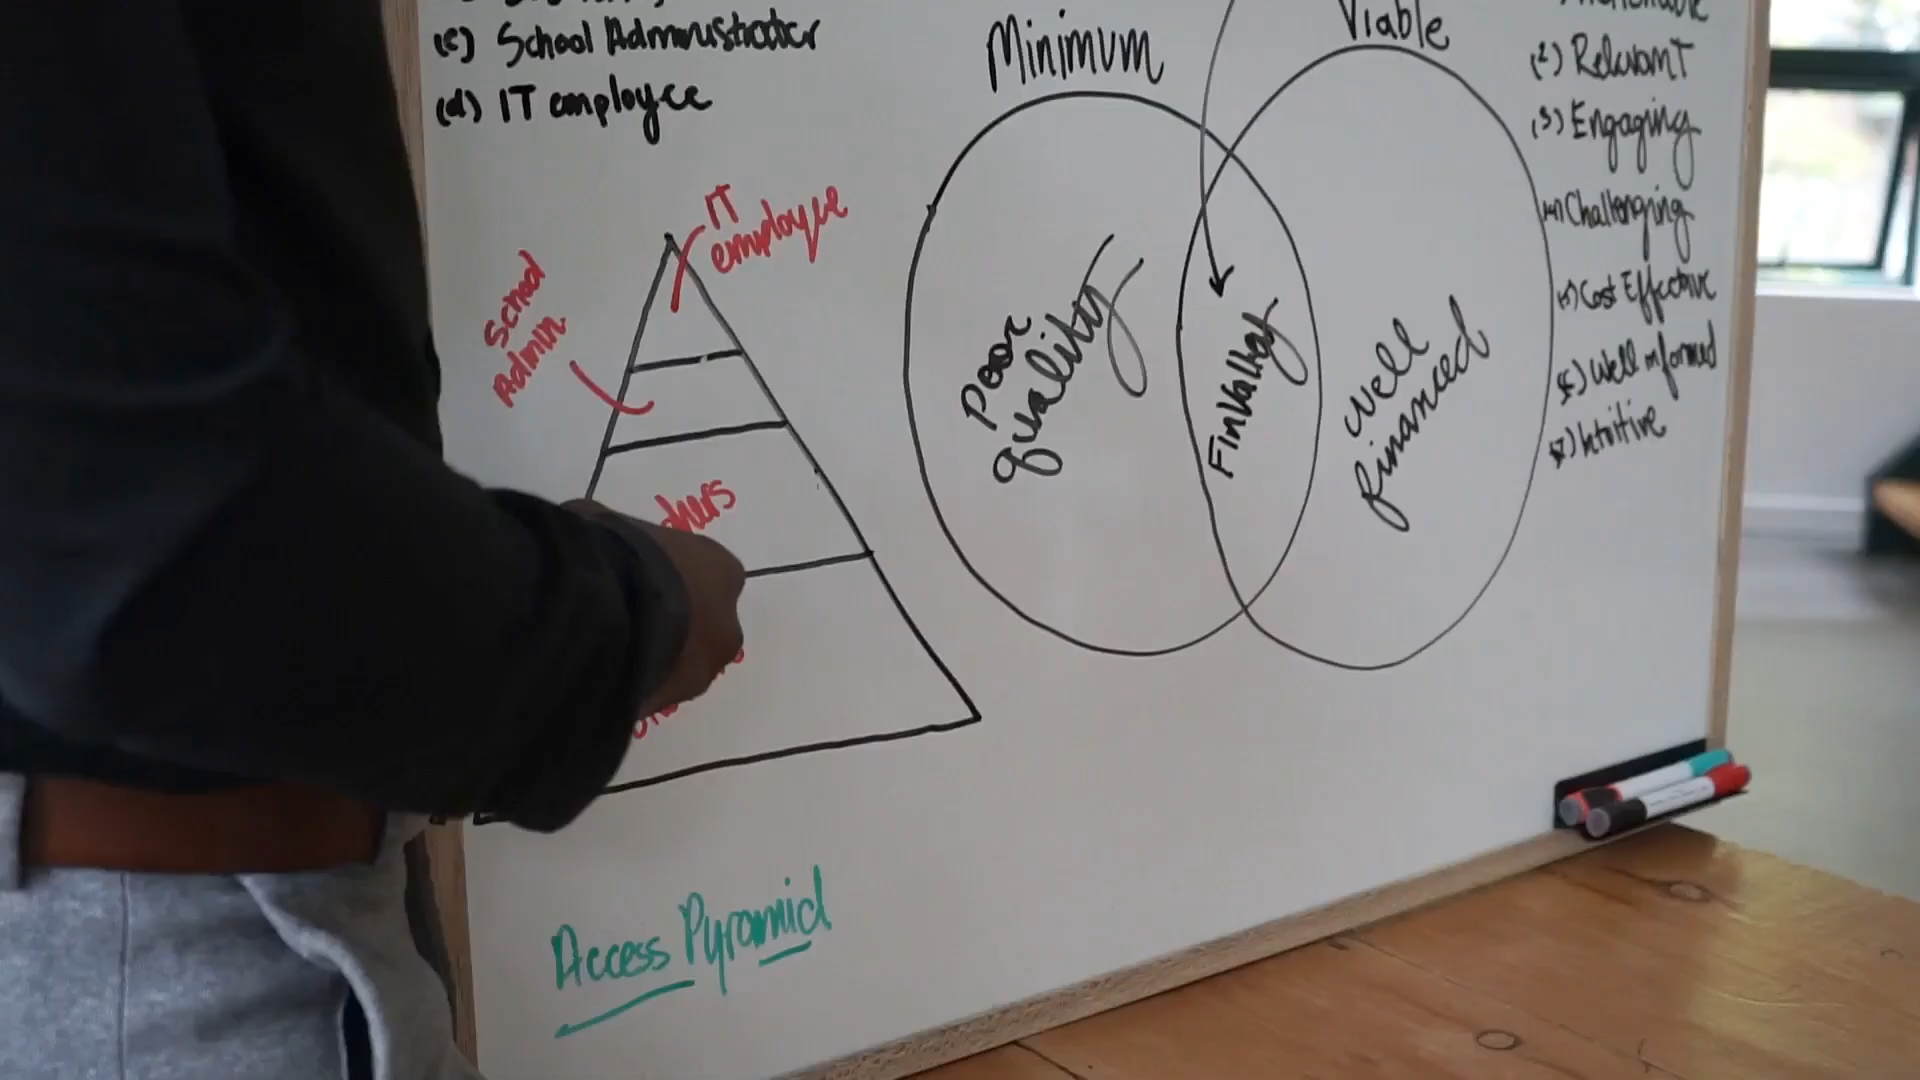 (c) School Administrator
(d) IT employee
IT
employee
School
Admin.
Access Pyramid
Minimum
Viable
Poor
quality
FinVallgy
Well
financed
(2) Relevant
(3) Engaging
(4) Challenging
(5) Cost Effective
(6) Well informed
(7) Intuitive